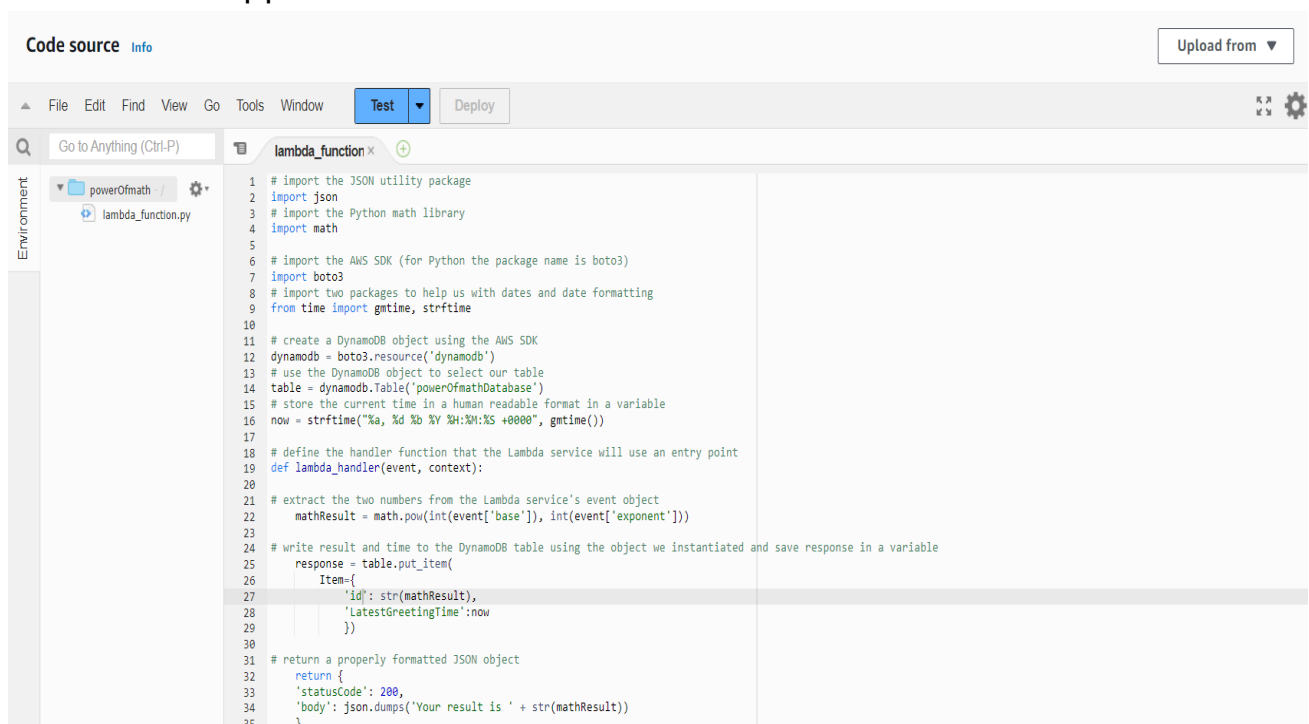 Code source Info
Upload from ▼
File Edit Find View Go Tools Window Test Deploy
Go to Anything (Ctrl-P)
lambda_function ×
Environment
powerOfmath - /
lambda_function.py
1 # import the JSON utility package
2 import json
3 # import the Python math library
4 import math
5
6 # import the AWS SDK (for Python the package name is boto3)
7 import boto3
8 # import two packages to help us with dates and date formatting
9 from time import gmtime, strftime
10
11 # create a DynamoDB object using the AWS SDK
12 dynamodb = boto3.resource('dynamodb')
13 # use the DynamoDB object to select our table
14 table = dynamodb.Table('powerOfmathDatabase')
15 # store the current time in a human readable format in a variable
16 now = strftime("%a, %d %b %Y %H:%M:%S +0000", gmtime())
17
18 # define the handler function that the Lambda service will use an entry point
19 def lambda_handler(event, context):
20
21 # extract the two numbers from the Lambda service's event object
22     mathResult = math.pow(int(event['base']), int(event['exponent']))
23
24 # write result and time to the DynamoDB table using the object we instantiated and save response in a variable
25     response = table.put_item(
26         Item={
27             'id': str(mathResult),
28             'LatestGreetingTime':now
29             })
30
31 # return a properly formatted JSON object
32     return {
33     'statusCode': 200,
34     'body': json.dumps('Your result is ' + str(mathResult))
35     }